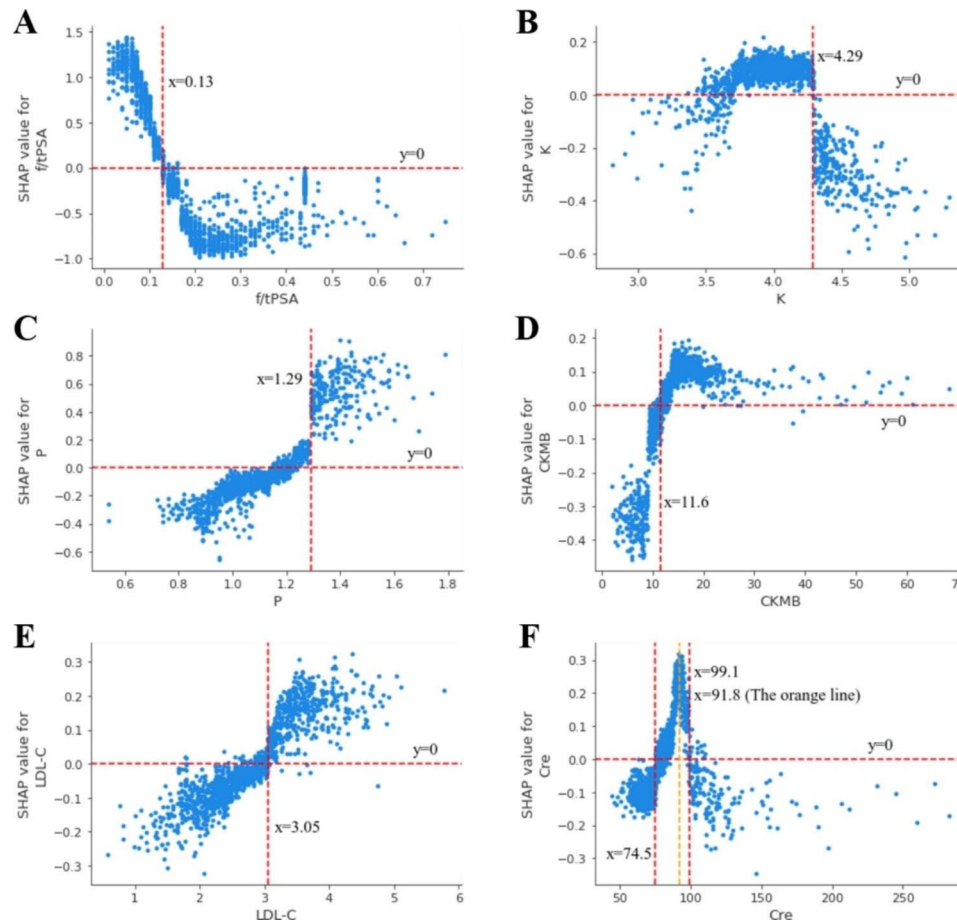 A
SHAP value for
f/tPSA
1.5
1.0
0.5
0.0
−0.5
−1.0
x=0.13
y=0
0.0 0.1 0.2 0.3 0.4 0.5 0.6 0.7
f/tPSA
B
SHAP value for
K
0.2
0.0
−0.2
−0.4
−0.6
x=4.29
y=0
3.0 3.5 4.0 4.5 5.0
K
C
SHAP value for
P
0.8
0.6
0.4
0.2
0.0
−0.2
−0.4
−0.6
x=1.29
y=0
0.6 0.8 1.0 1.2 1.4 1.6 1.8
P
D
SHAP value for
CKMB
0.2
0.1
0.0
−0.1
−0.2
−0.3
−0.4
y=0
x=11.6
0 10 20 30 40 50 60 7
CKMB
E
SHAP value for
LDL-C
0.3
0.2
0.1
0.0
−0.1
−0.2
−0.3
y=0
x=3.05
1 2 3 4 5 6
LDL-C
F
SHAP value for
Cre
0.3
0.2
0.1
0.0
−0.1
−0.2
−0.3
x=99.1
x=91.8 (The orange line)
y=0
x=74.5
50 100 150 200 250
Cre